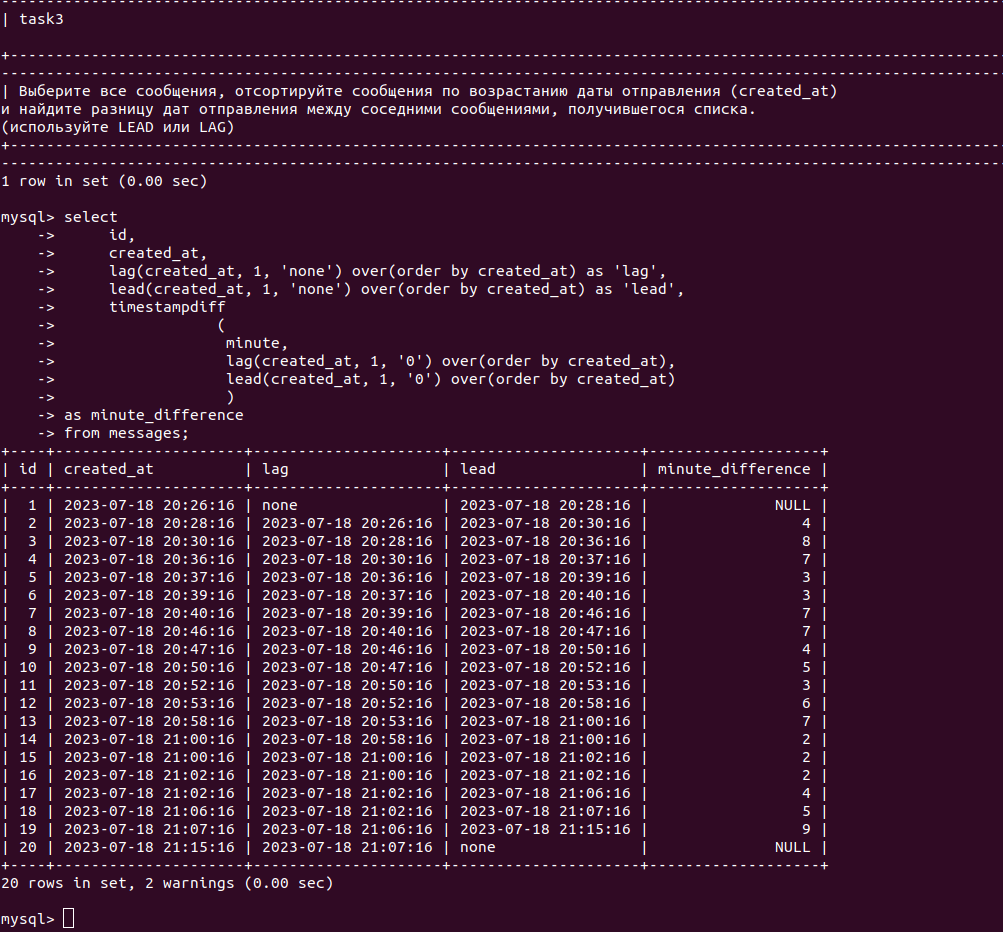 | task3
| Выберите все сообщения, отсортируйте сообщения по возрастанию даты отправления (created_at)
и найдите разницу дат отправления между соседними сообщениями, получившегося списка.
(используйте LEAD или LAG)
1 row in set (0.00 sec)
mysql> select
-> id,
-> created_at,
-> lag(created_at, 1, 'none') over(order by created_at) as 'lag',
-> lead(created_at, 1, 'none') over(order by created_at) as 'lead',
-> timestampdiff
-> (
-> minute,
-> lag(created_at, 1, '0') over(order by created_at),
-> lead(created_at, 1, '0') over(order by created_at)
-> )
-> as minute_difference
-> from messages;
| id | created_at | lag | lead | minute_difference |
| 1 | 2023-07-18 20:26:16 | none | 2023-07-18 20:28:16 | NULL |
| 2 | 2023-07-18 20:28:16 | 2023-07-18 20:26:16 | 2023-07-18 20:30:16 | 4 |
| 3 | 2023-07-18 20:30:16 | 2023-07-18 20:28:16 | 2023-07-18 20:36:16 | 8 |
| 4 | 2023-07-18 20:36:16 | 2023-07-18 20:30:16 | 2023-07-18 20:37:16 | 7 |
| 5 | 2023-07-18 20:37:16 | 2023-07-18 20:36:16 | 2023-07-18 20:39:16 | 3 |
| 6 | 2023-07-18 20:39:16 | 2023-07-18 20:37:16 | 2023-07-18 20:40:16 | 3 |
| 7 | 2023-07-18 20:40:16 | 2023-07-18 20:39:16 | 2023-07-18 20:46:16 | 7 |
| 8 | 2023-07-18 20:46:16 | 2023-07-18 20:40:16 | 2023-07-18 20:47:16 | 7 |
| 9 | 2023-07-18 20:47:16 | 2023-07-18 20:46:16 | 2023-07-18 20:50:16 | 4 |
| 10 | 2023-07-18 20:50:16 | 2023-07-18 20:47:16 | 2023-07-18 20:52:16 | 5 |
| 11 | 2023-07-18 20:52:16 | 2023-07-18 20:50:16 | 2023-07-18 20:53:16 | 3 |
| 12 | 2023-07-18 20:53:16 | 2023-07-18 20:52:16 | 2023-07-18 20:58:16 | 6 |
| 13 | 2023-07-18 20:58:16 | 2023-07-18 20:53:16 | 2023-07-18 21:00:16 | 7 |
| 14 | 2023-07-18 21:00:16 | 2023-07-18 20:58:16 | 2023-07-18 21:00:16 | 2 |
| 15 | 2023-07-18 21:00:16 | 2023-07-18 21:00:16 | 2023-07-18 21:02:16 | 2 |
| 16 | 2023-07-18 21:02:16 | 2023-07-18 21:00:16 | 2023-07-18 21:02:16 | 2 |
| 17 | 2023-07-18 21:02:16 | 2023-07-18 21:02:16 | 2023-07-18 21:06:16 | 4 |
| 18 | 2023-07-18 21:06:16 | 2023-07-18 21:02:16 | 2023-07-18 21:07:16 | 5 |
| 19 | 2023-07-18 21:07:16 | 2023-07-18 21:06:16 | 2023-07-18 21:15:16 | 9 |
| 20 | 2023-07-18 21:15:16 | 2023-07-18 21:07:16 | none | NULL |
20 rows in set, 2 warnings (0.00 sec)
mysql>